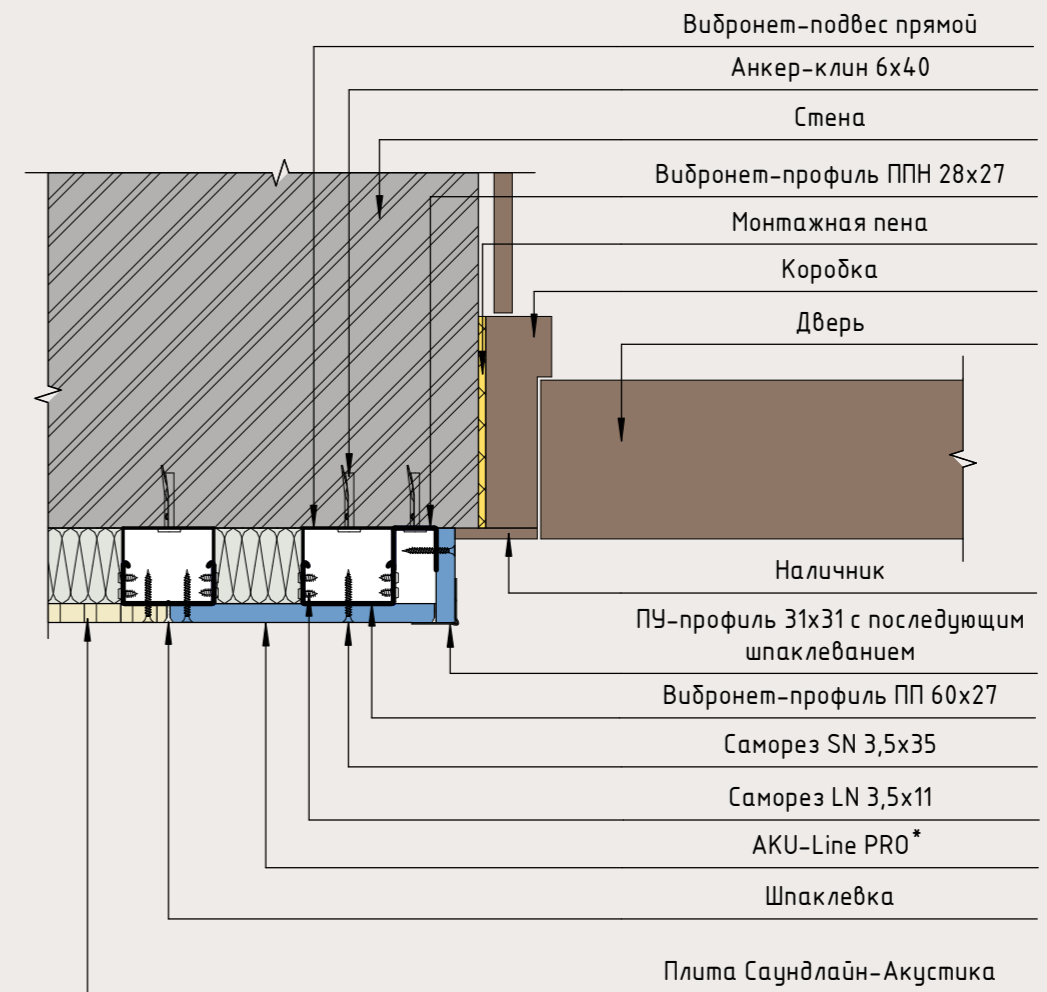 Вибронет-подвес прямой
Анкер-клин 6х40
Стена
Вибронет-профиль ППН 28х27
Монтажная пена
Коробка
Дверь
Наличник
ПУ-профиль 31х31 с последующим
шпаклеванием
Вибронет-профиль ПП 60х27
Саморез SN 3,5х35
Саморез LN 3,5х11
AKU-Line PRO*
Шпаклевка
Плита Саундлайн-Акустика